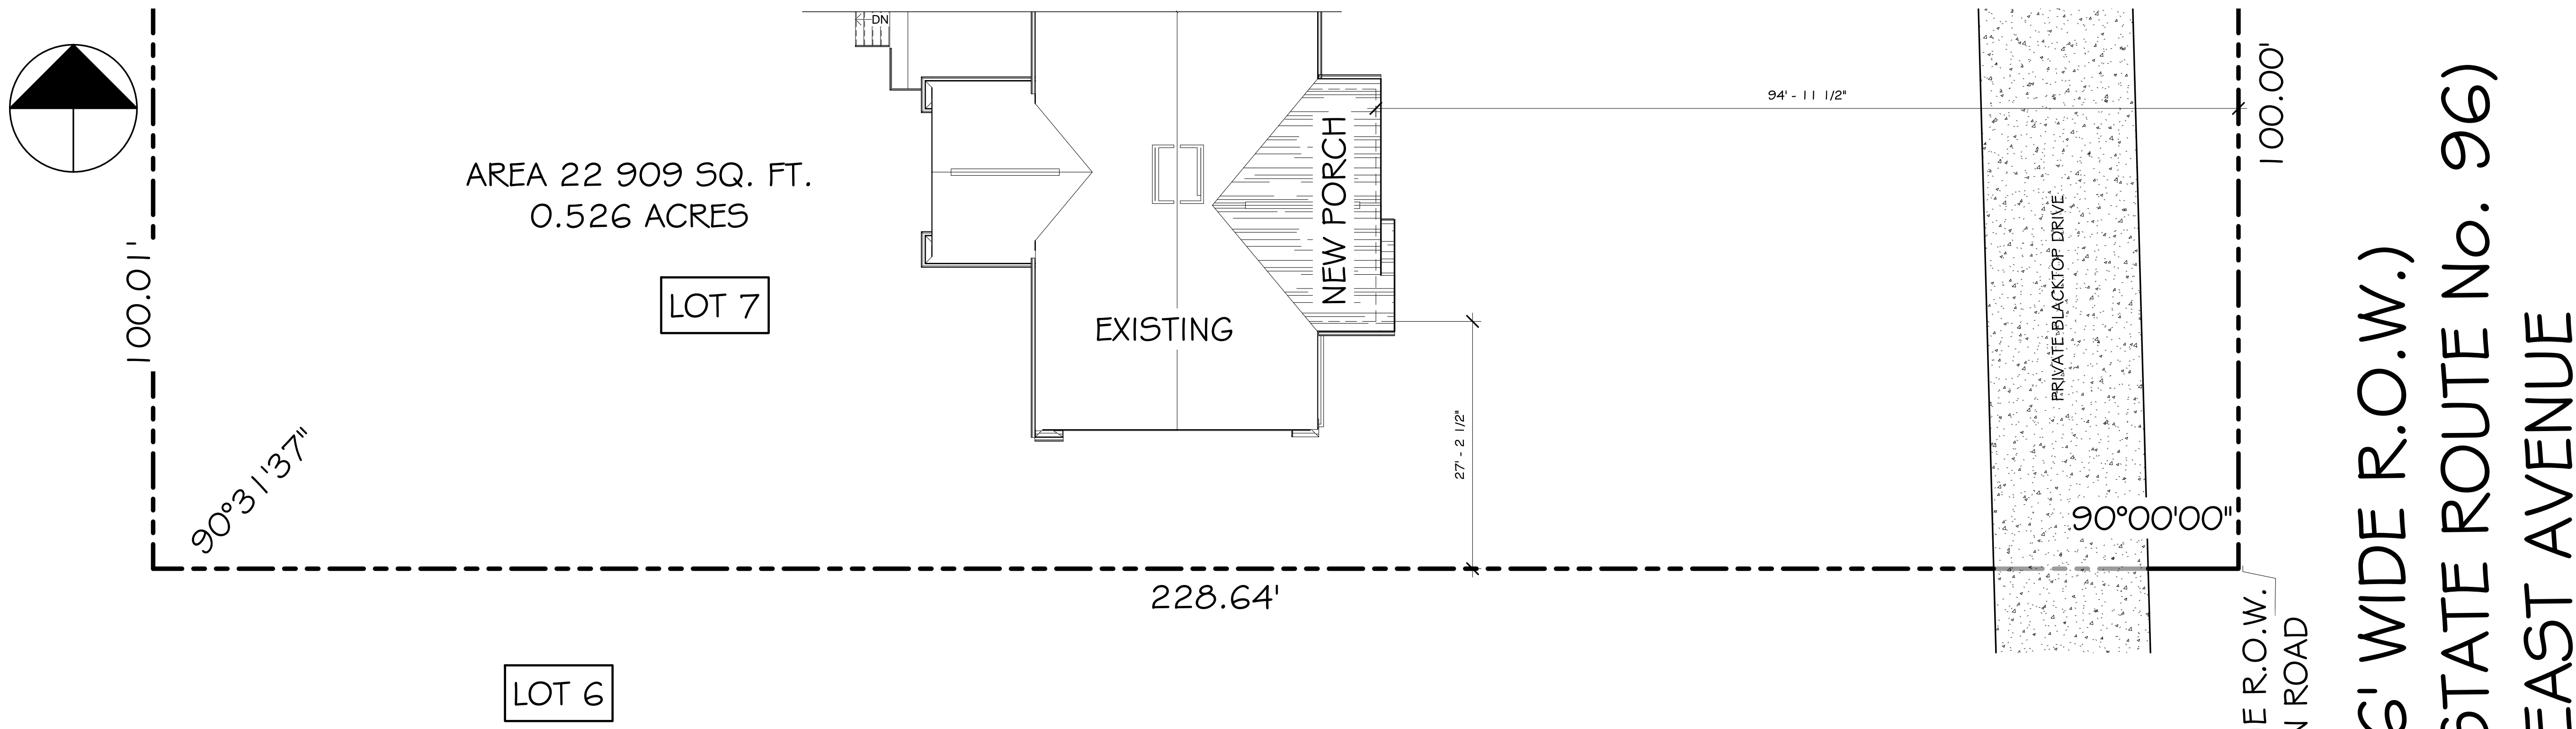 DN
94' - 11 1/2"
100.00'
AREA 22 909 SQ. FT.
0.526 ACRES
100.01'
LOT 7
NEW PORCH
EXISTING
PRIVATE BLACKTOP DRIVE
27' - 2 1/2"
90°31'37"
90°00'00"
228.64'
LOT 6
R.O.W.
ROAD
6' WIDE R.O.W.)
STATE ROUTE No. 96)
EAST AVENUE